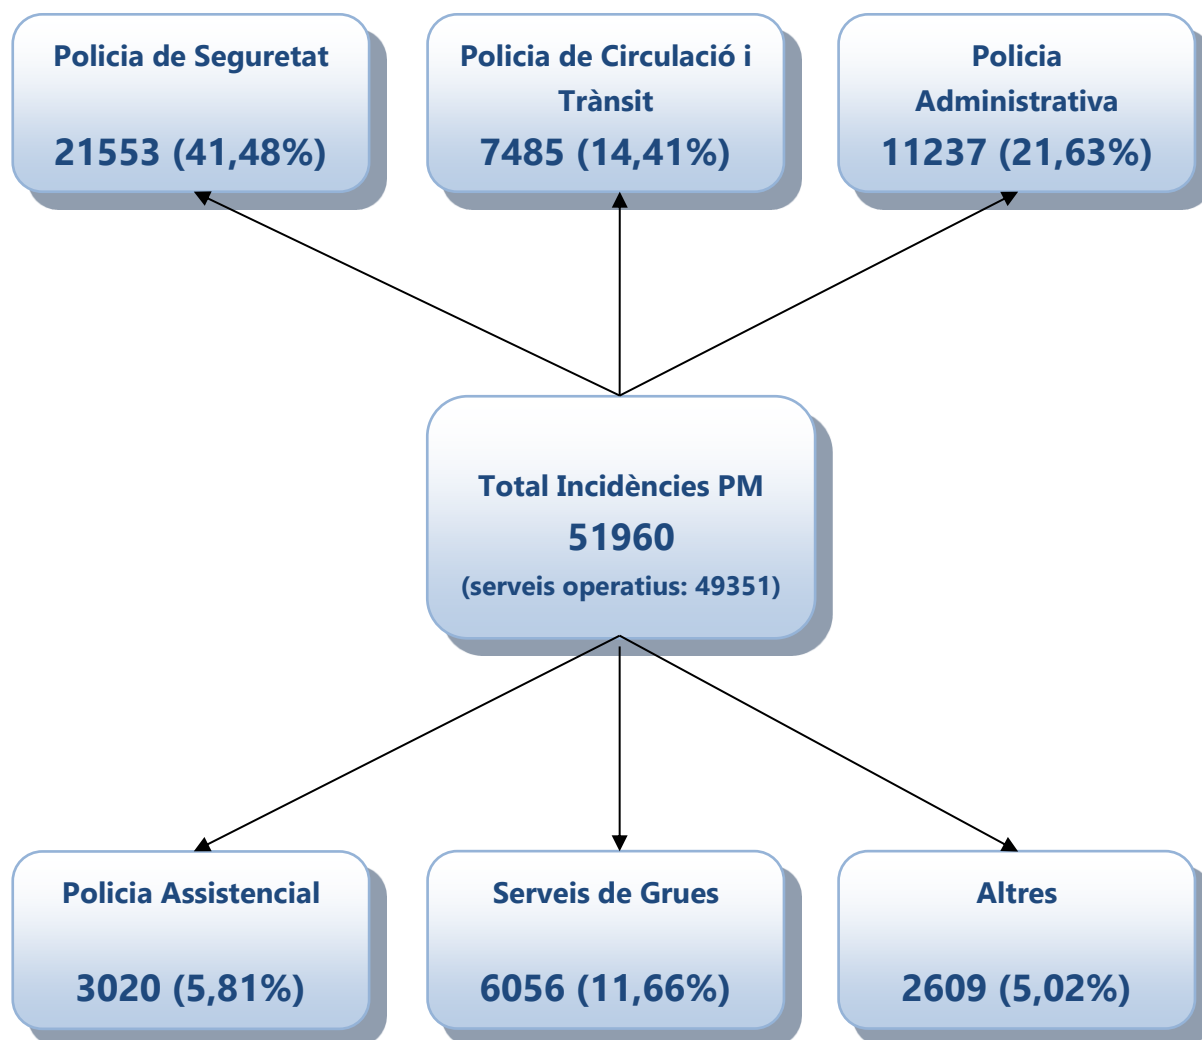 Policia de Seguretat
21553 (41,48%)
Policia de Circulació i
Trànsit
7485 (14,41%)
Policia
Administrativa
11237 (21,63%)
Total Incidències PM
51960
(serveis operatius: 49351)
Policia Assistencial
3020 (5,81%)
Serveis de Grues
6056 (11,66%)
Altres
2609 (5,02%)